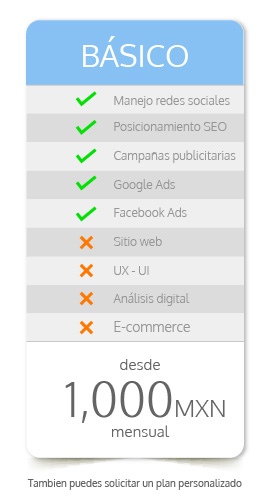 BÁSICO
Manejo redes sociales
Posicionamiento SEO
Campañas publicitarias
Google Ads
Facebook Ads
Sitio web
UX - UI
Análisis digital
E-commerce
desde
1,000MXN
mensual
Tambien puedes solicitar un plan personalizado